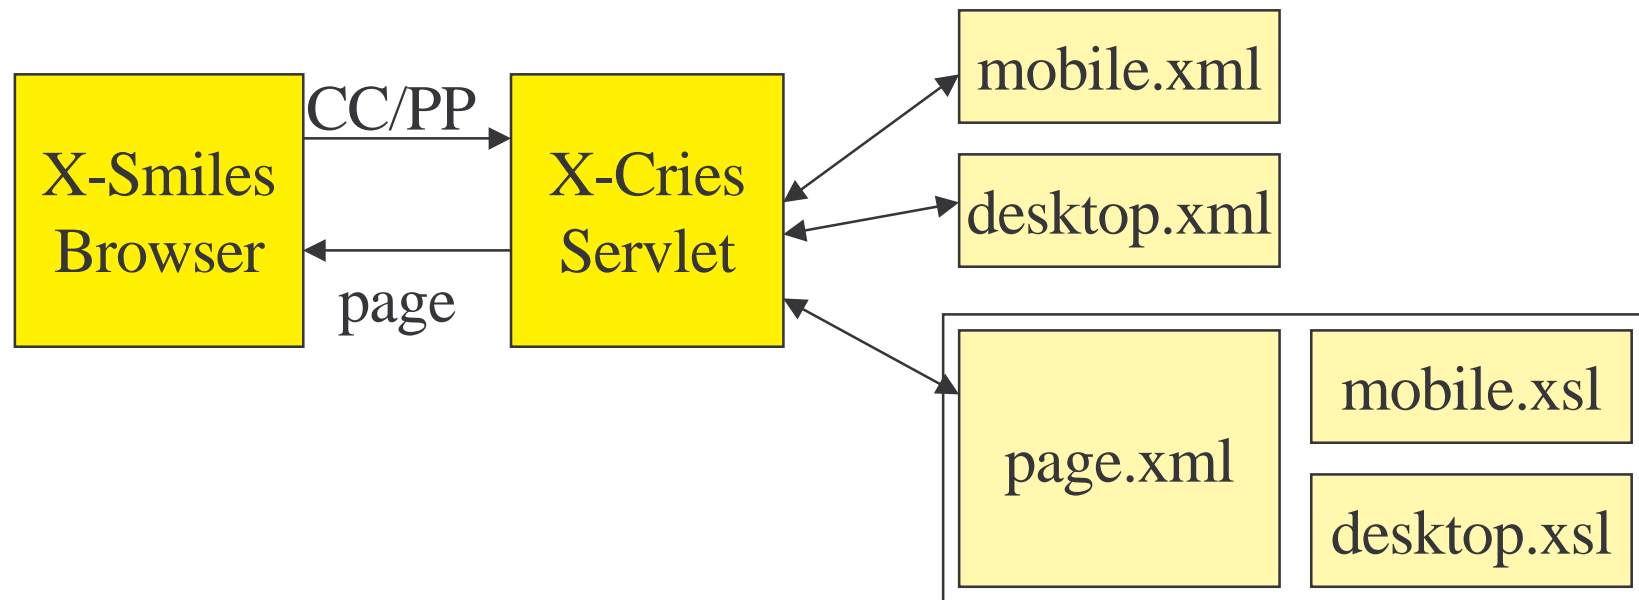 X-Smiles
Browser
CC/PP
page
X-Cries
Servlet
mobile.xml
desktop.xml
page.xml
mobile.xsl
desktop.xsl